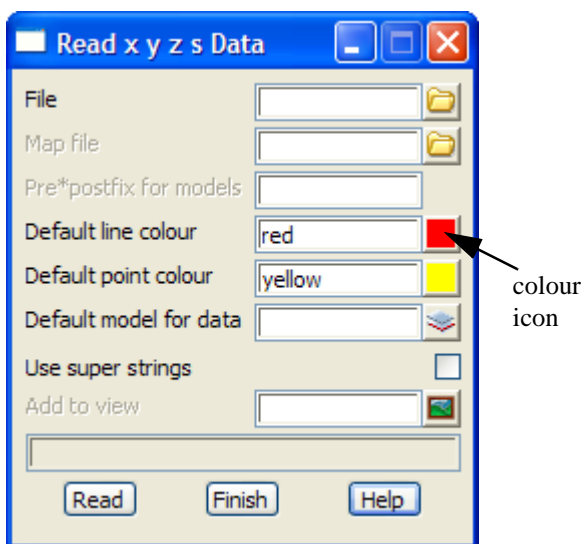 Read x y z s Data
File
Map file
Pre*postfix for models
Default line colour red
Default point colour yellow
colour
icon
Default model for data
Use super strings
Add to view
Read Finish Help